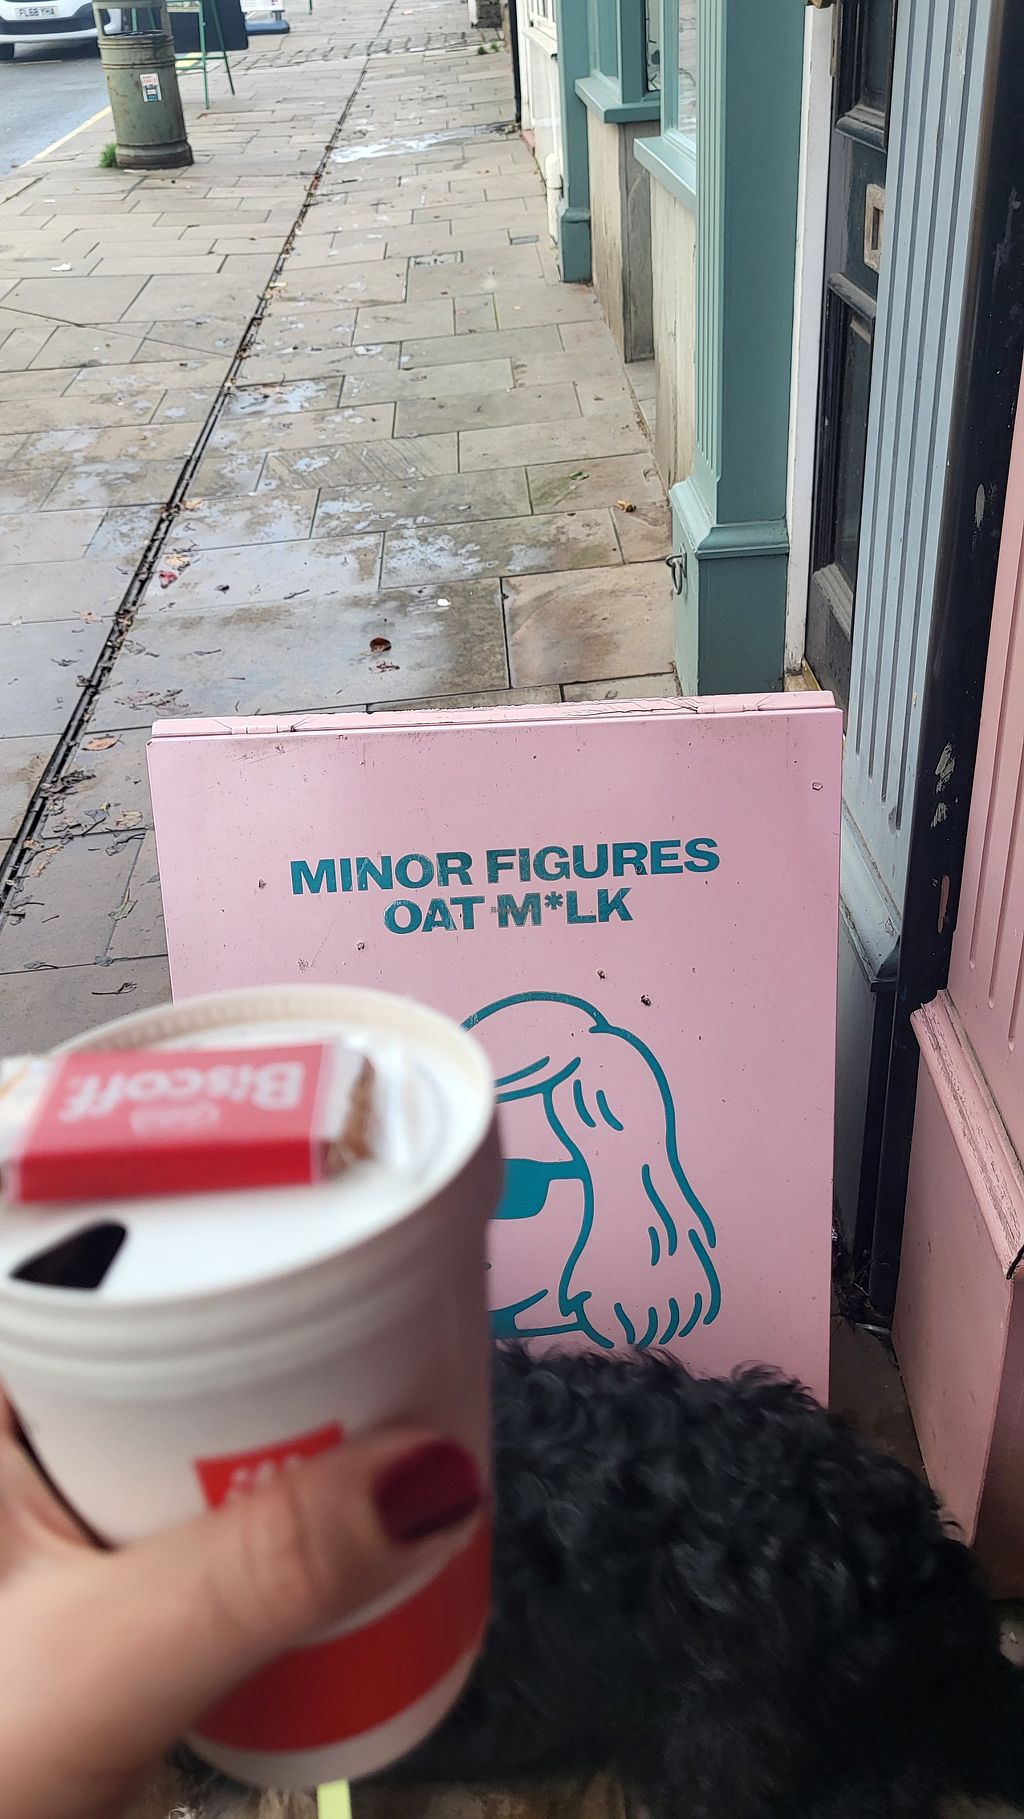 MINOR FIGURES
OAT M*LK
Biscoff